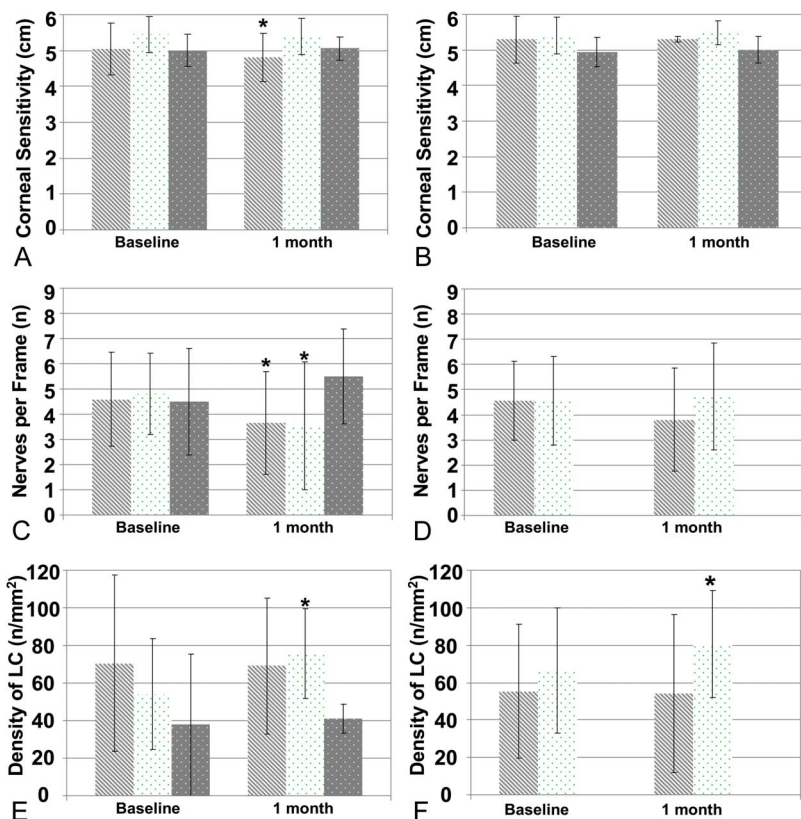 Corneal Sensitivity (cm)
6
5
4
3
2
1
0
*
Baseline
1 month
A
Corneal Sensitivity (cm)
6
5
4
3
2
1
0
Baseline
1 month
B
Nerves per Frame (n)
9
8
7
6
5
4
3
2
1
0
*
*
Baseline
1 month
C
Nerves per Frame (n)
9
8
7
6
5
4
3
2
1
0
Baseline
1 month
D
Density of LC (n/mm²)
120
100
80
60
40
20
0
*
Baseline
1 month
E
Density of LC (n/mm²)
120
100
80
60
40
20
0
*
Baseline
1 month
F